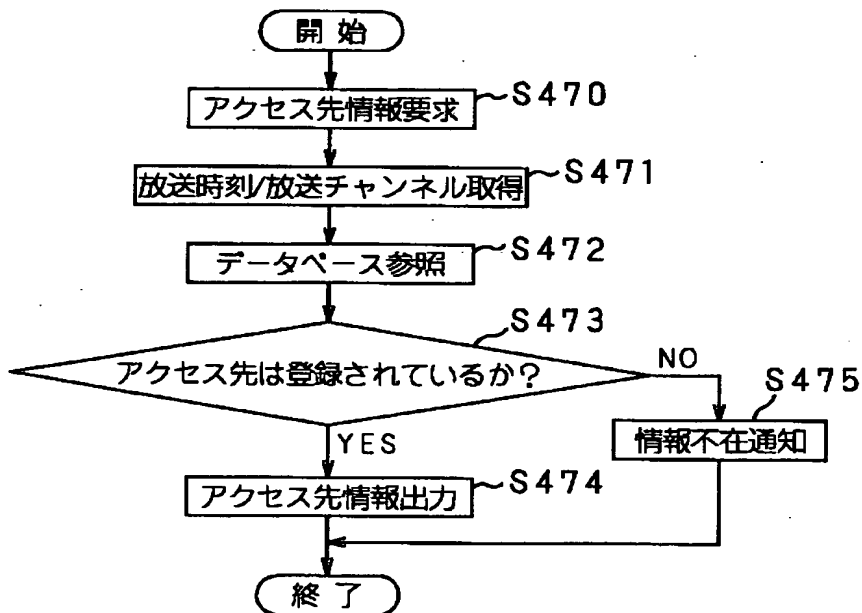 開始
アクセス先情報要求
S470
放送時刻/放送チャンネル取得
S471
データベース参照
S472
アクセス先は登録されているか?
S473
NO
YES
情報不在通知
S475
アクセス先情報出力
S474
終了